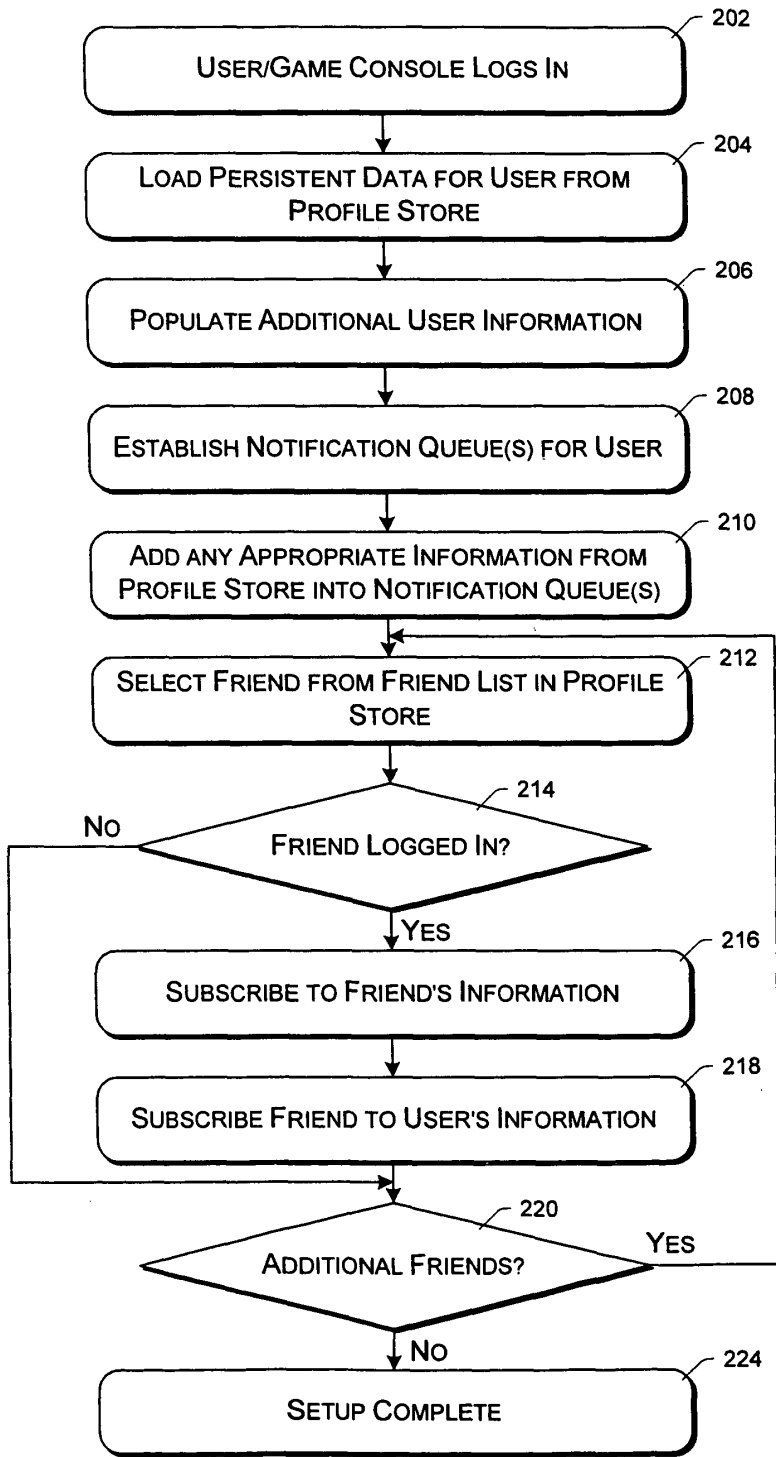 202
USER/GAME CONSOLE LOGS IN
204
LOAD PERSISTENT DATA FOR USER FROM
PROFILE STORE
206
POPULATE ADDITIONAL USER INFORMATION
208
ESTABLISH NOTIFICATION QUEUE(S) FOR USER
210
ADD ANY APPROPRIATE INFORMATION FROM
PROFILE STORE INTO NOTIFICATION QUEUE(S)
212
SELECT FRIEND FROM FRIEND LIST IN PROFILE
STORE
214
NO
FRIEND LOGGED IN?
YES
216
SUBSCRIBE TO FRIEND'S INFORMATION
218
SUBSCRIBE FRIEND TO USER'S INFORMATION
220
YES
ADDITIONAL FRIENDS?
NO
224
SETUP COMPLETE